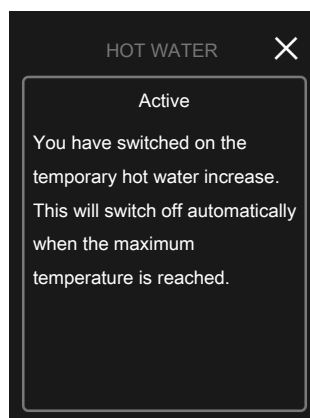 HOT WATER
Active
You have switched on the
temporary hot water increase.
This will switch off automatically
when the maximum
temperature is reached.